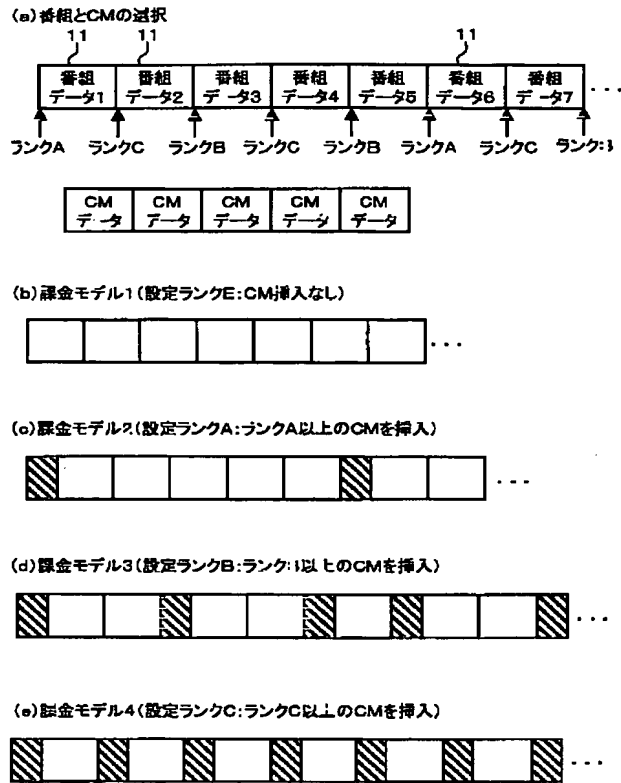 (a)番組とCMの選択
11 11 11
番組 番組 番組 番組 番組 番組 番組
データ1 データ2 データ3 データ4 データ5 データ6 データ7 ・・・
ランクA ランクC ランクB ランクC ランクB ランクA ランクC ランクB
CM CM CM CM CM
データ データ データ データ データ
(b)課金モデル1(設定ランクE:CM挿入なし)
・・・
(c)課金モデル2(設定ランクA:ランクA以上のCMを挿入)
・・・
(d)課金モデル3(設定ランクB:ランクB以上のCMを挿入)
・・・
(e)課金モデル4(設定ランクC:ランクC以上のCMを挿入)
・・・